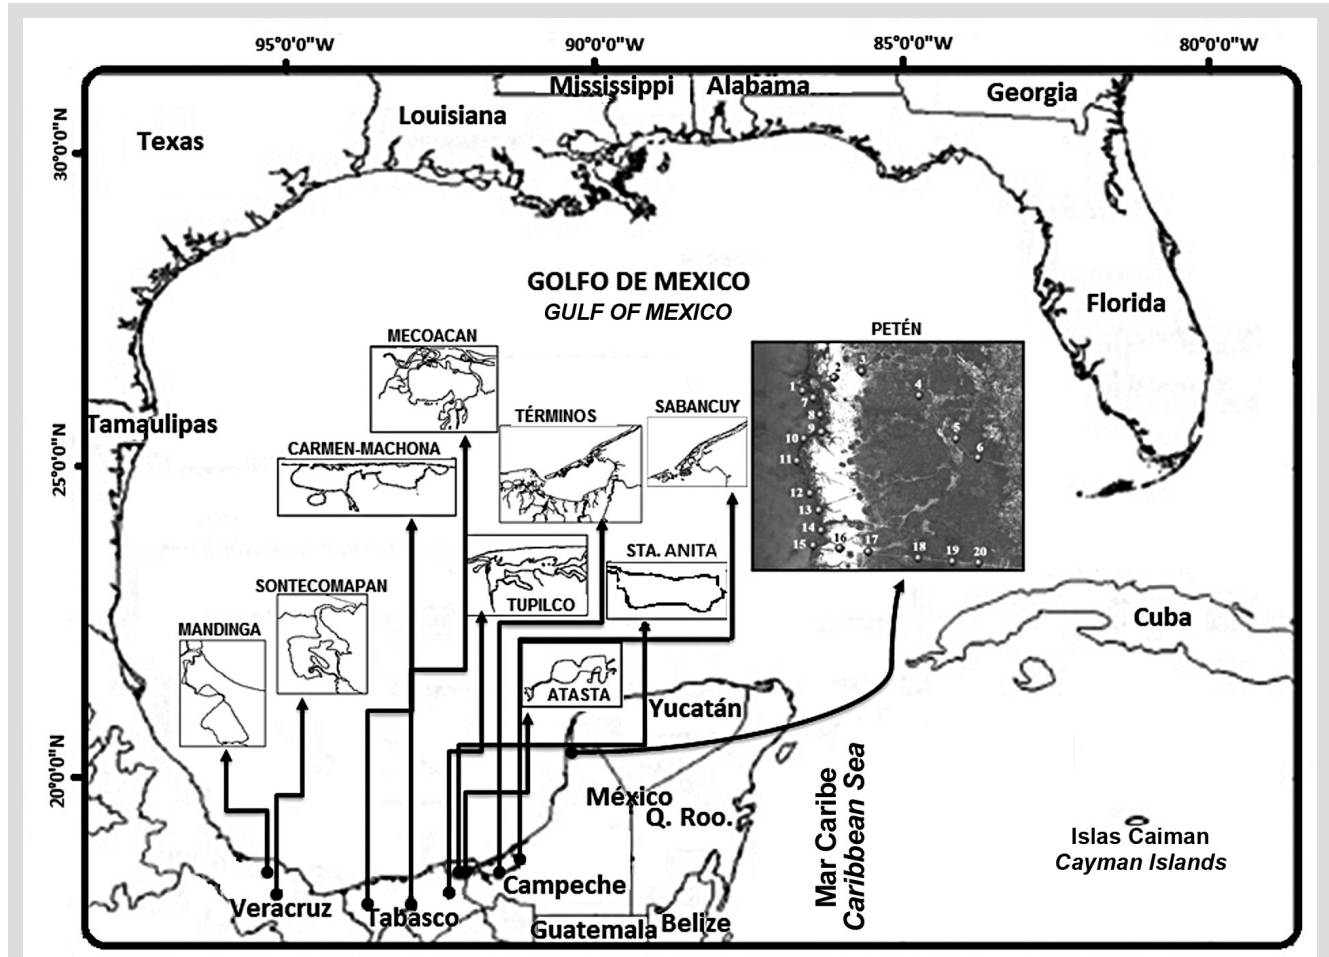 95°0'0"W
90°0'0"W
85°0'0"W
80°0'0"W
30°0'0"N
25°0'0"N
20°0'0"N
Mississippi
Alabama
Georgia
Louisiana
Texas
GOLFO DE MEXICO
GULF OF MEXICO
Florida
PETÉN
MECOACAN
TÉRMINOS
SABANCUY
Tamaulipas
CARMEN-MACHONA
1
2
3
4
5
6
7
8
9
10
11
12
13
14
15
16
17
18
19
20
STA. ANITA
TUPILCO
SONTECOMAPAN
MANDINGA
ATASTA
Cuba
Yucatán
México
Q. Roo.
Mar Caribe
Caribbean Sea
Islas Caiman
Cayman Islands
Campeche
Veracruz
Tabasco
Guatemala
Belize